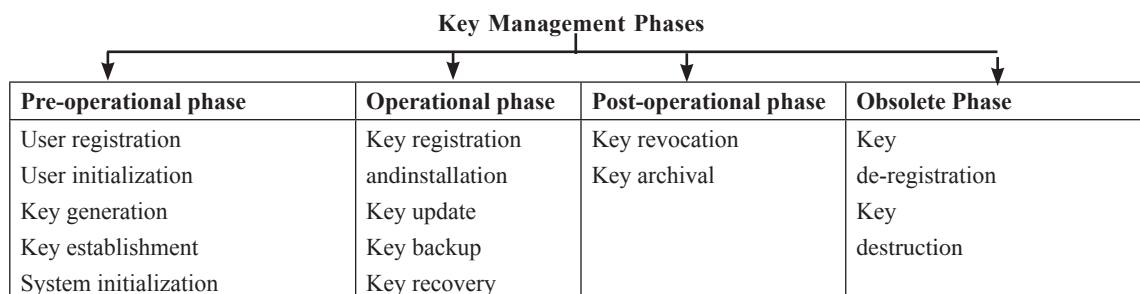 Key Management Phases
Pre-operational phase
User registration
User initialization
Key generation
Key establishment
System initialization
Operational phase
Key registration
andinstallation
Key update
Key backup
Key recovery
Post-operational phase
Key revocation
Key archival
Obsolete Phase
Key
de-registration
Key
destruction